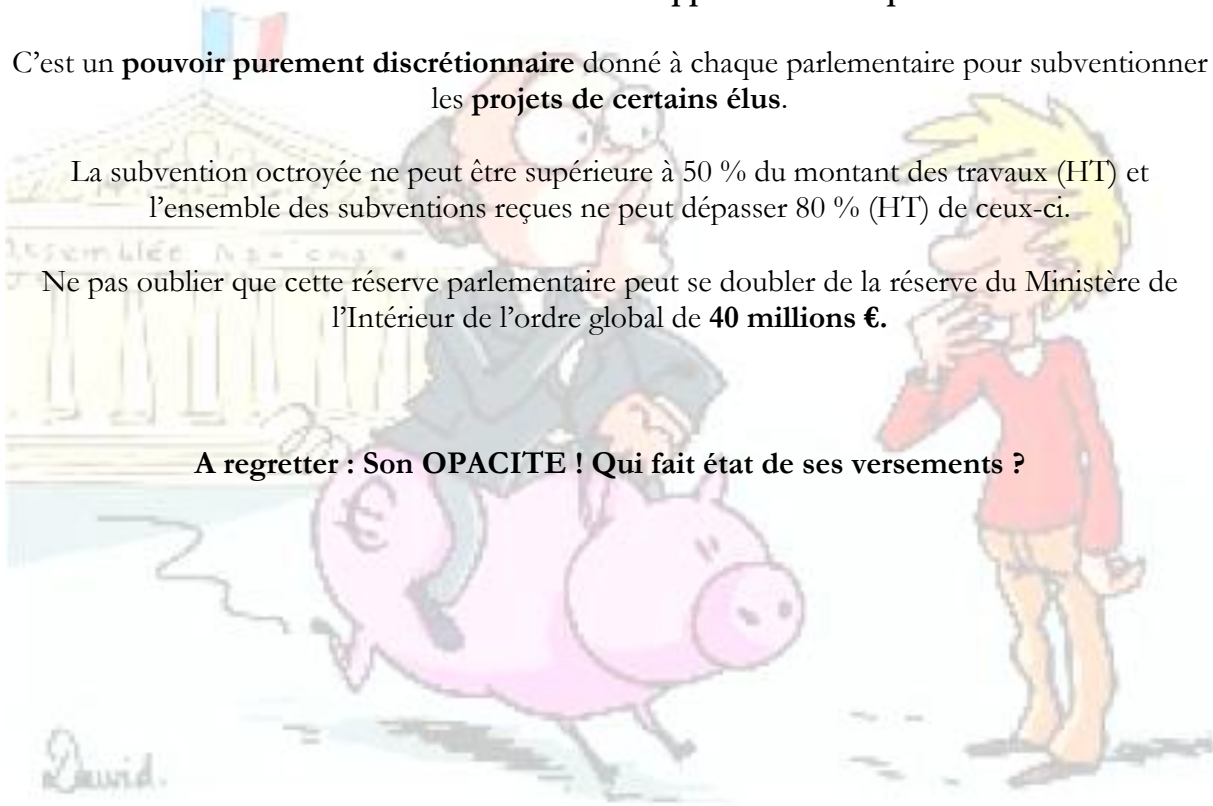 C’est un pouvoir purement discrétionnaire donné à chaque parlementaire pour subventionner
les projets de certains élus.
La subvention octroyée ne peut être supérieure à 50 % du montant des travaux (HT) et
l’ensemble des subventions reçues ne peut dépasser 80 % (HT) de ceux-ci.
Ne pas oublier que cette réserve parlementaire peut se doubler de la réserve du Ministère de
l’Intérieur de l’ordre global de 40 millions €.
A regretter : Son OPACITE ! Qui fait état de ses versements ?
€
David.